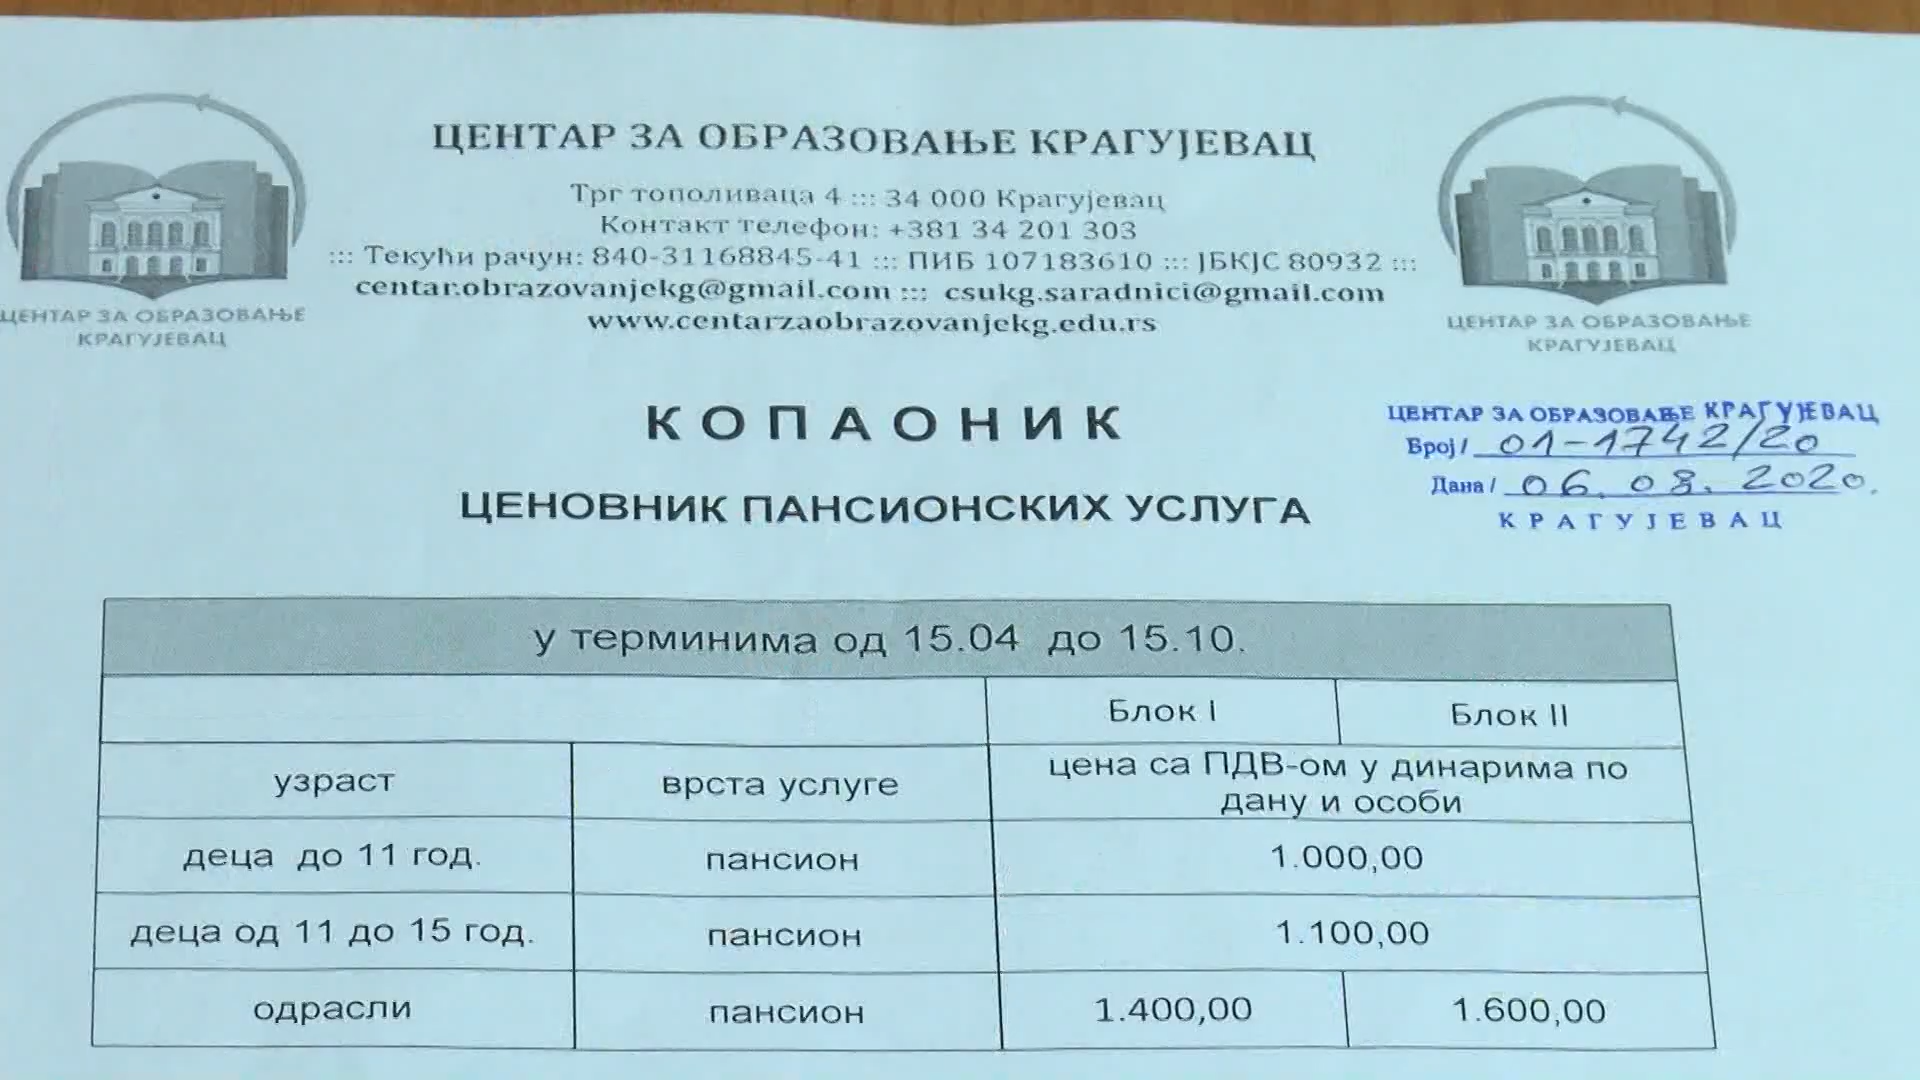 ЦЕНТАР ЗА ОБРАЗОВАЊЕ КРАГУЈЕВАЦ
Трг тополиваца 4 ::: 34 000 Крагујевац
Контакт телефон: +381 34 201 303
::: Текући рачун: 840-31168845-41 ::: ПИБ 107183610 ::: ЈБКЈС 80932 :::
centar.obrazovanjekg@gmail.com ::: csukg.saradnici@gmail.com
www.centarzaobrazovanjekg.edu.rs
ЦЕНТАР ЗА ОБРАЗОВАЊЕ
КРАГУЈЕВАЦ
ЦЕНТАР ЗА ОБРАЗОВАЊЕ
КРАГУЈЕВАЦ
КОПАОНИК
ЦЕНОВНИК ПАНСИОНСКИХ УСЛУГА
ЦЕНТАР ЗА ОБРАЗОВАЊЕ КРАГУЈЕВАЦ
Број / 01-1742/20
Дана / 06. 08. 2020.
КРАГУЈЕВАЦ
у терминима од 15.04 до 15.10.
Блок I Блок II
узраст врста услуге цена са ПДВ-ом у динарима по
дану и особи
деца до 11 год. пансион 1.000,00
деца од 11 до 15 год. пансион 1.100,00
одрасли пансион 1.400,00 1.600,00